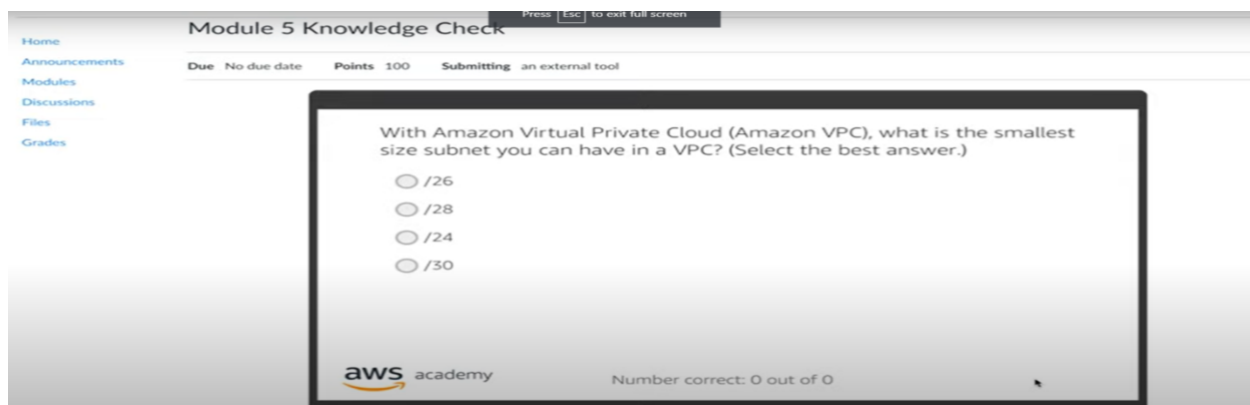 Press Esc to exit full screen
Module 5 Knowledge Check
Home
Announcements
Modules
Discussions
Files
Grades
Due No due date Points 100 Submitting an external tool
With Amazon Virtual Private Cloud (Amazon VPC), what is the smallest
size subnet you can have in a VPC? (Select the best answer.)
/26
/28
/24
/30
aws academy
Number correct: 0 out of 0